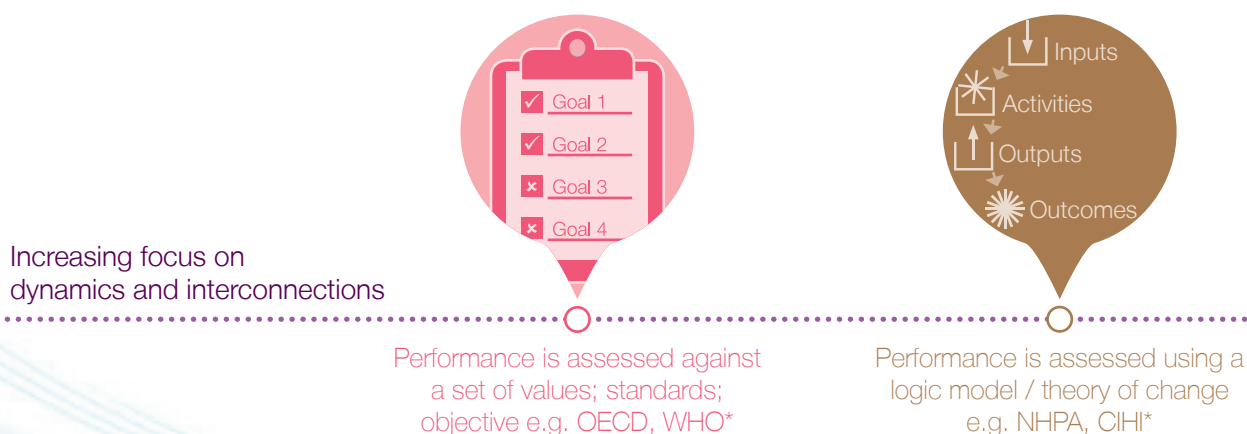 Goal 1
Goal 2
Goal 3
Goal 4
Inputs
Activities
Outputs
Outcomes
Increasing focus on
dynamics and interconnections
Performance is assessed against
a set of values; standards;
objective e.g. OECD, WHO*
Performance is assessed using a
logic model / theory of change
e.g. NHPA, CIHI*